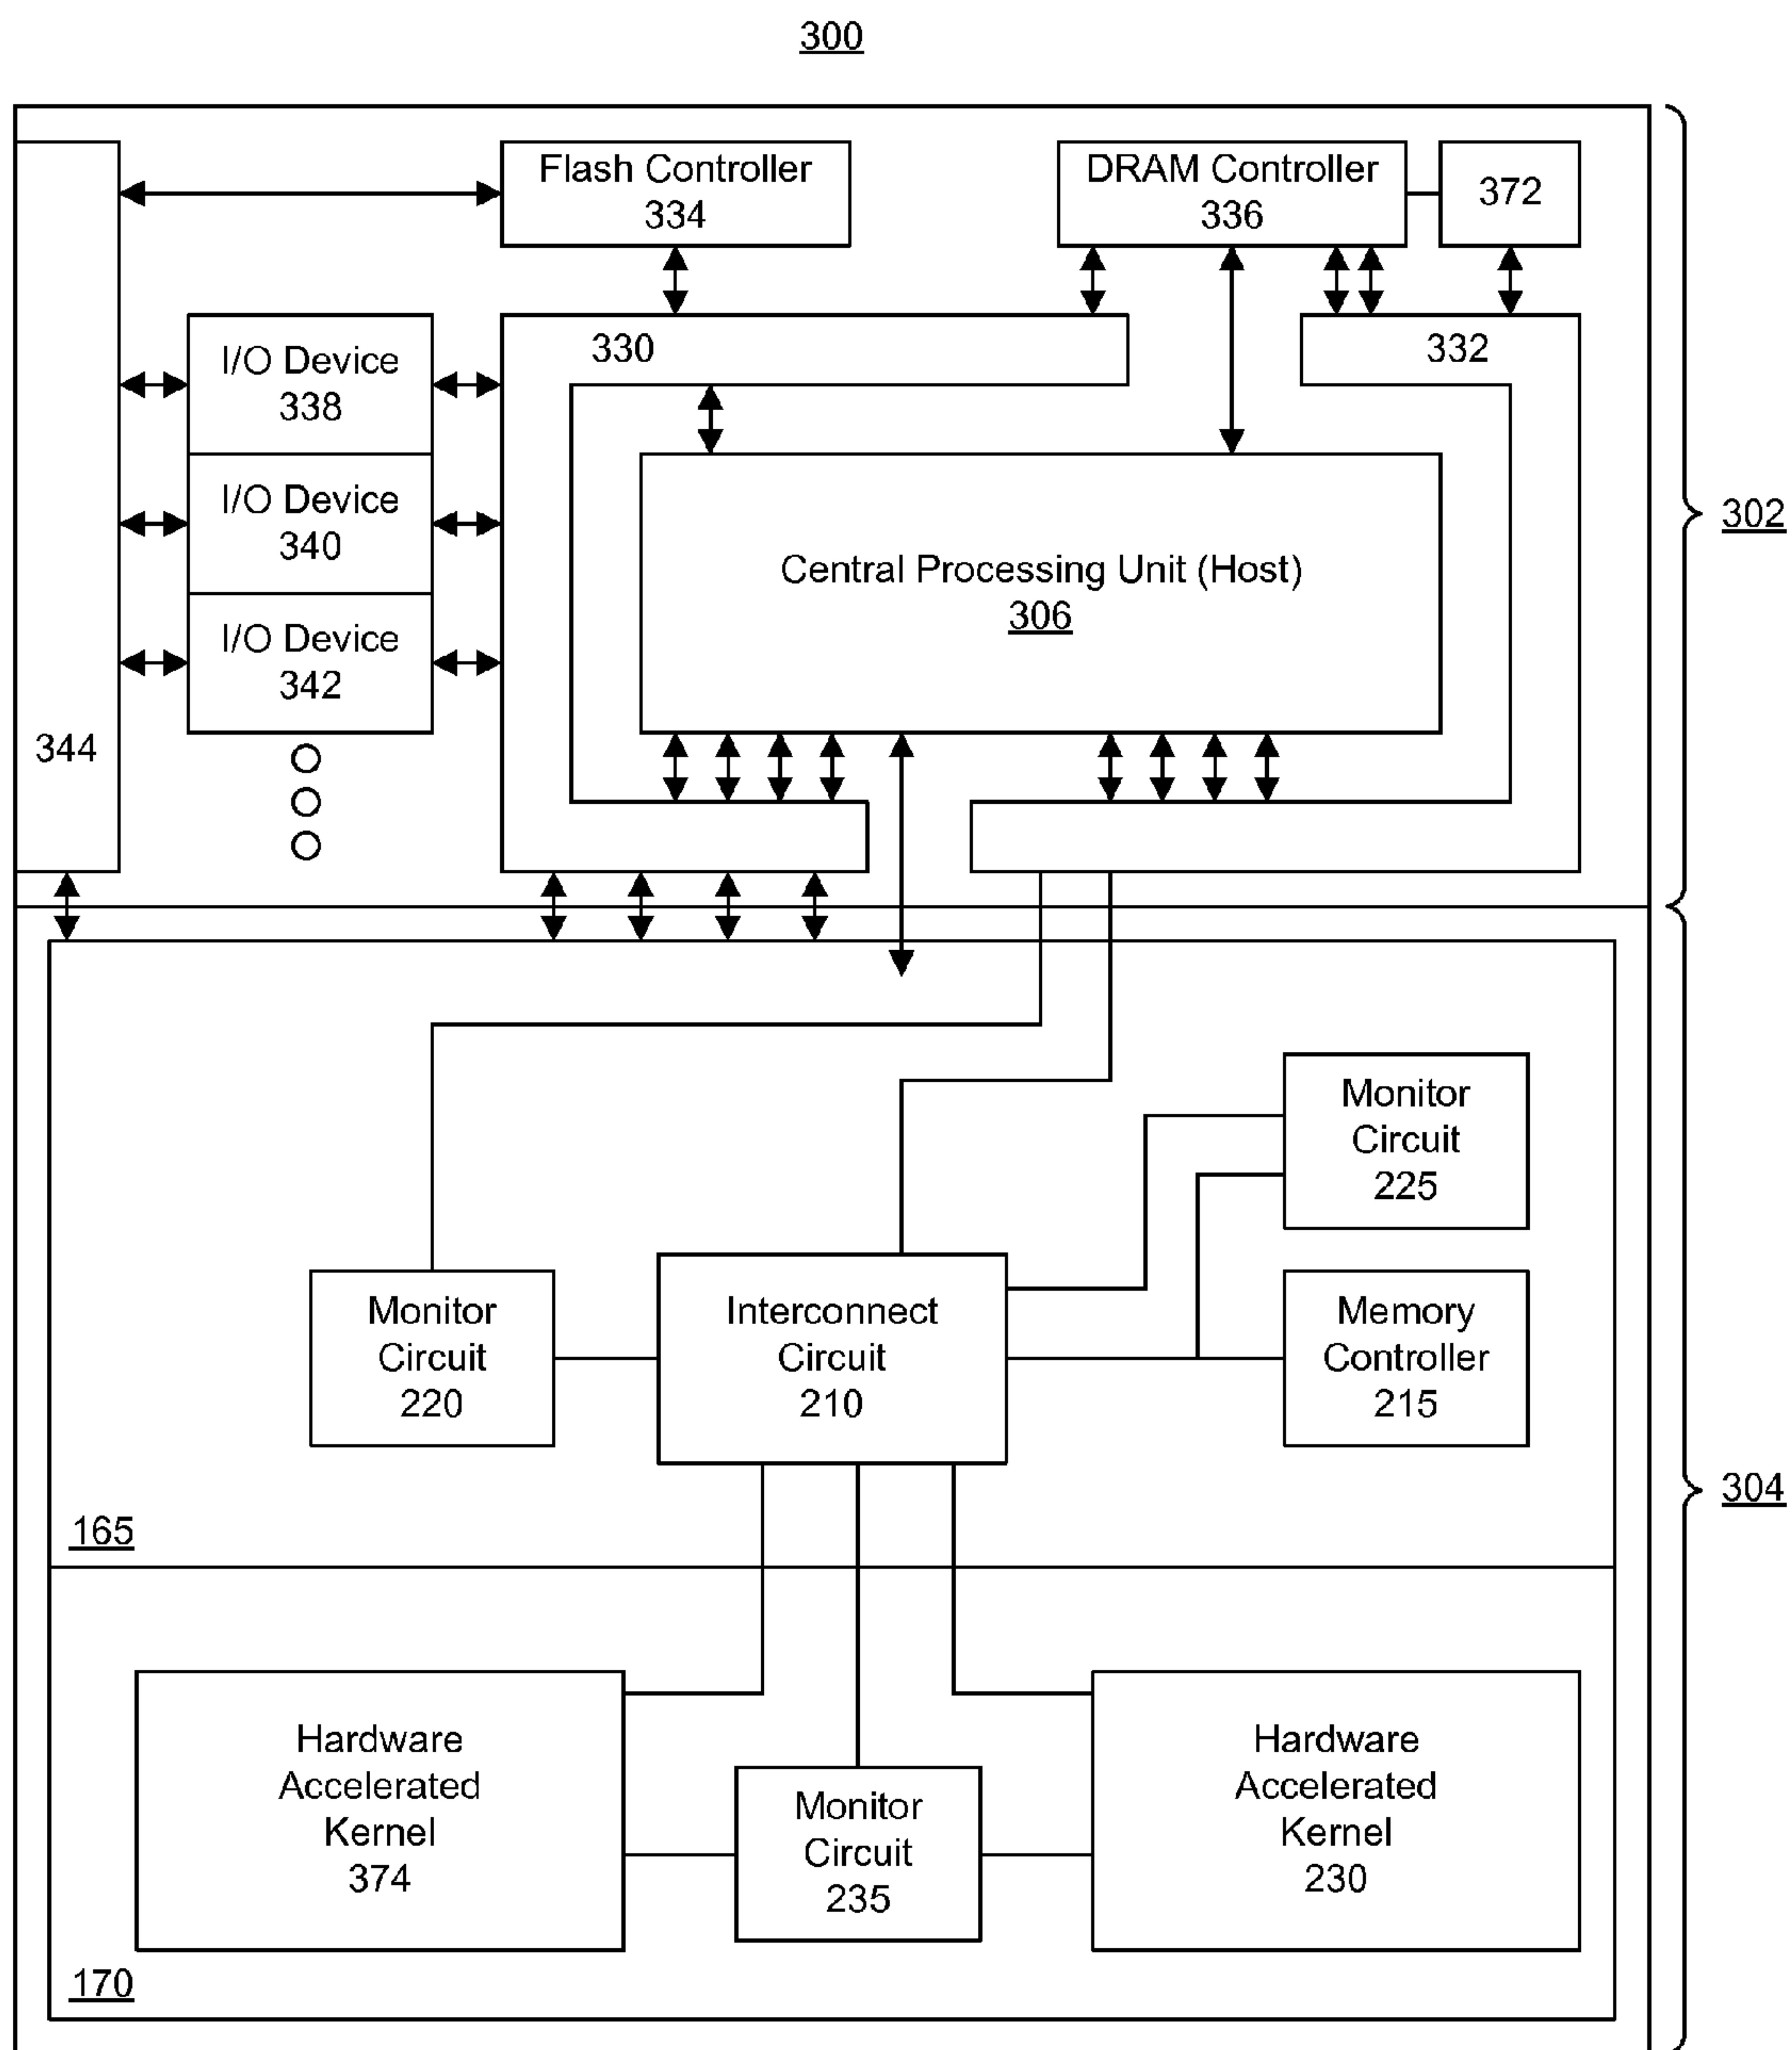 300
Flash Controller
334
DRAM Controller
336
372
330
332
I/O Device
338
I/O Device
340
I/O Device
342
344
Central Processing Unit (Host)
306
302
Monitor
Circuit
225
Monitor
Circuit
220
Interconnect
Circuit
210
Memory
Controller
215
304
165
Hardware
Accelerated
Kernel
374
Monitor
Circuit
235
Hardware
Accelerated
Kernel
230
170